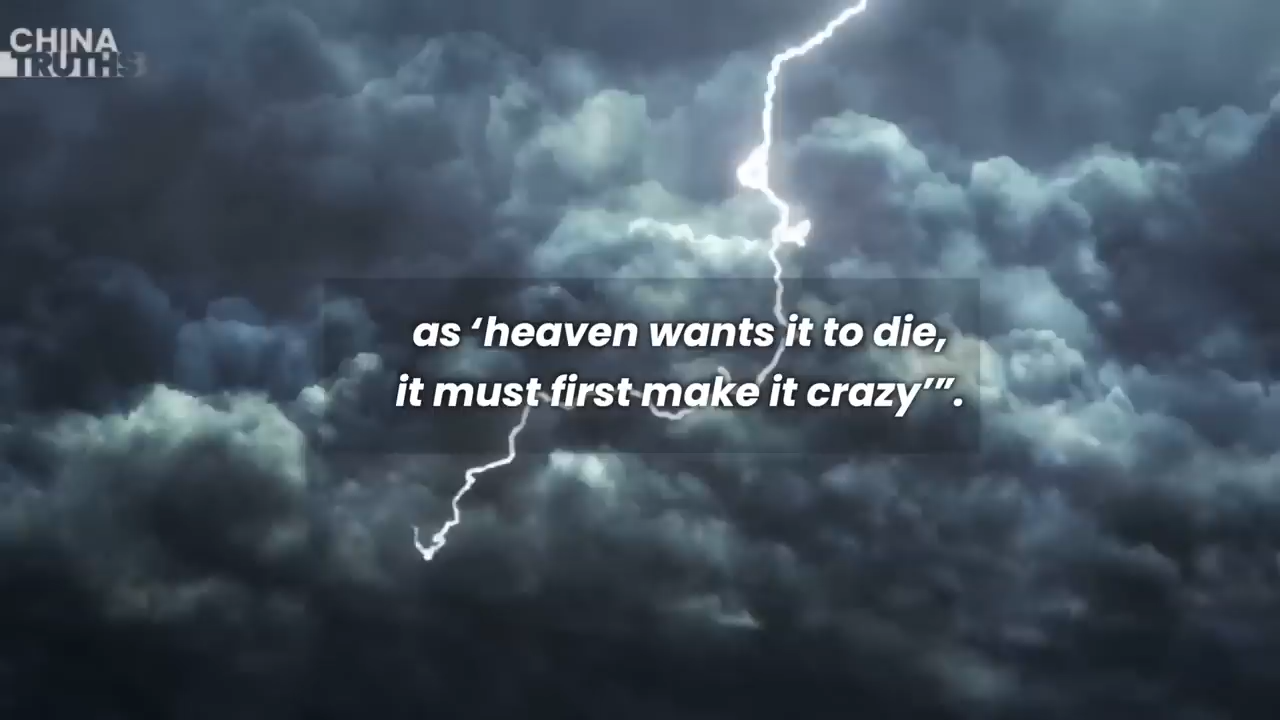 CHINA
TRUTHS
as ‘heaven wants it to die,
it must first make it crazy’”.